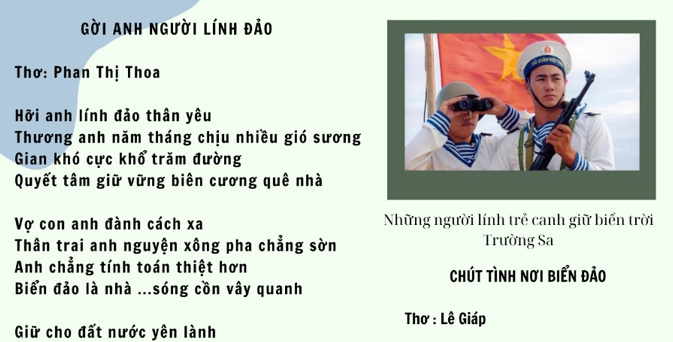 GỜI ANH NGƯỜI LÍNH ĐẢO
Thơ: Phan Thị Thoa
Hỡi anh lính đảo thân yêu
Thương anh năm tháng chịu nhiều gió sương
Gian khó cực khổ trăm đường
Quyết tâm giữ vững biên cương quê nhà
Vợ con anh đành cách xa
Thân trai anh nguyện xông pha chẳng sờn
Anh chẳng tính toán thiệt hơn
Biển đảo là nhà ...sóng cồn vây quanh
Giữ cho đất nước yên lành
Những người lính trẻ canh giữ biển trời
Trường Sa
CHÚT TÌNH NƠI BIỂN ĐẢO
Thơ : Lê Giáp